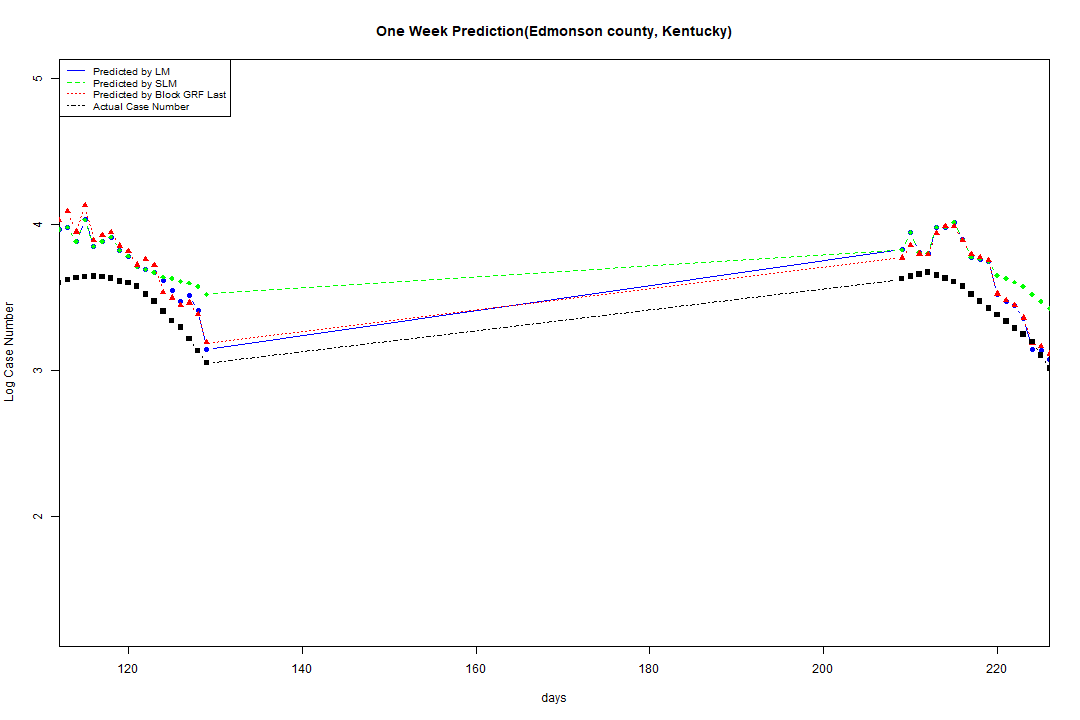 One Week Prediction(Edmonson county, Kentucky)
Predicted by LM
Predicted by SLM
Predicted by Block GRF Last
Actual Case Number
5
4
3
2
Log Case Number
120 140 160 180 200 220
days